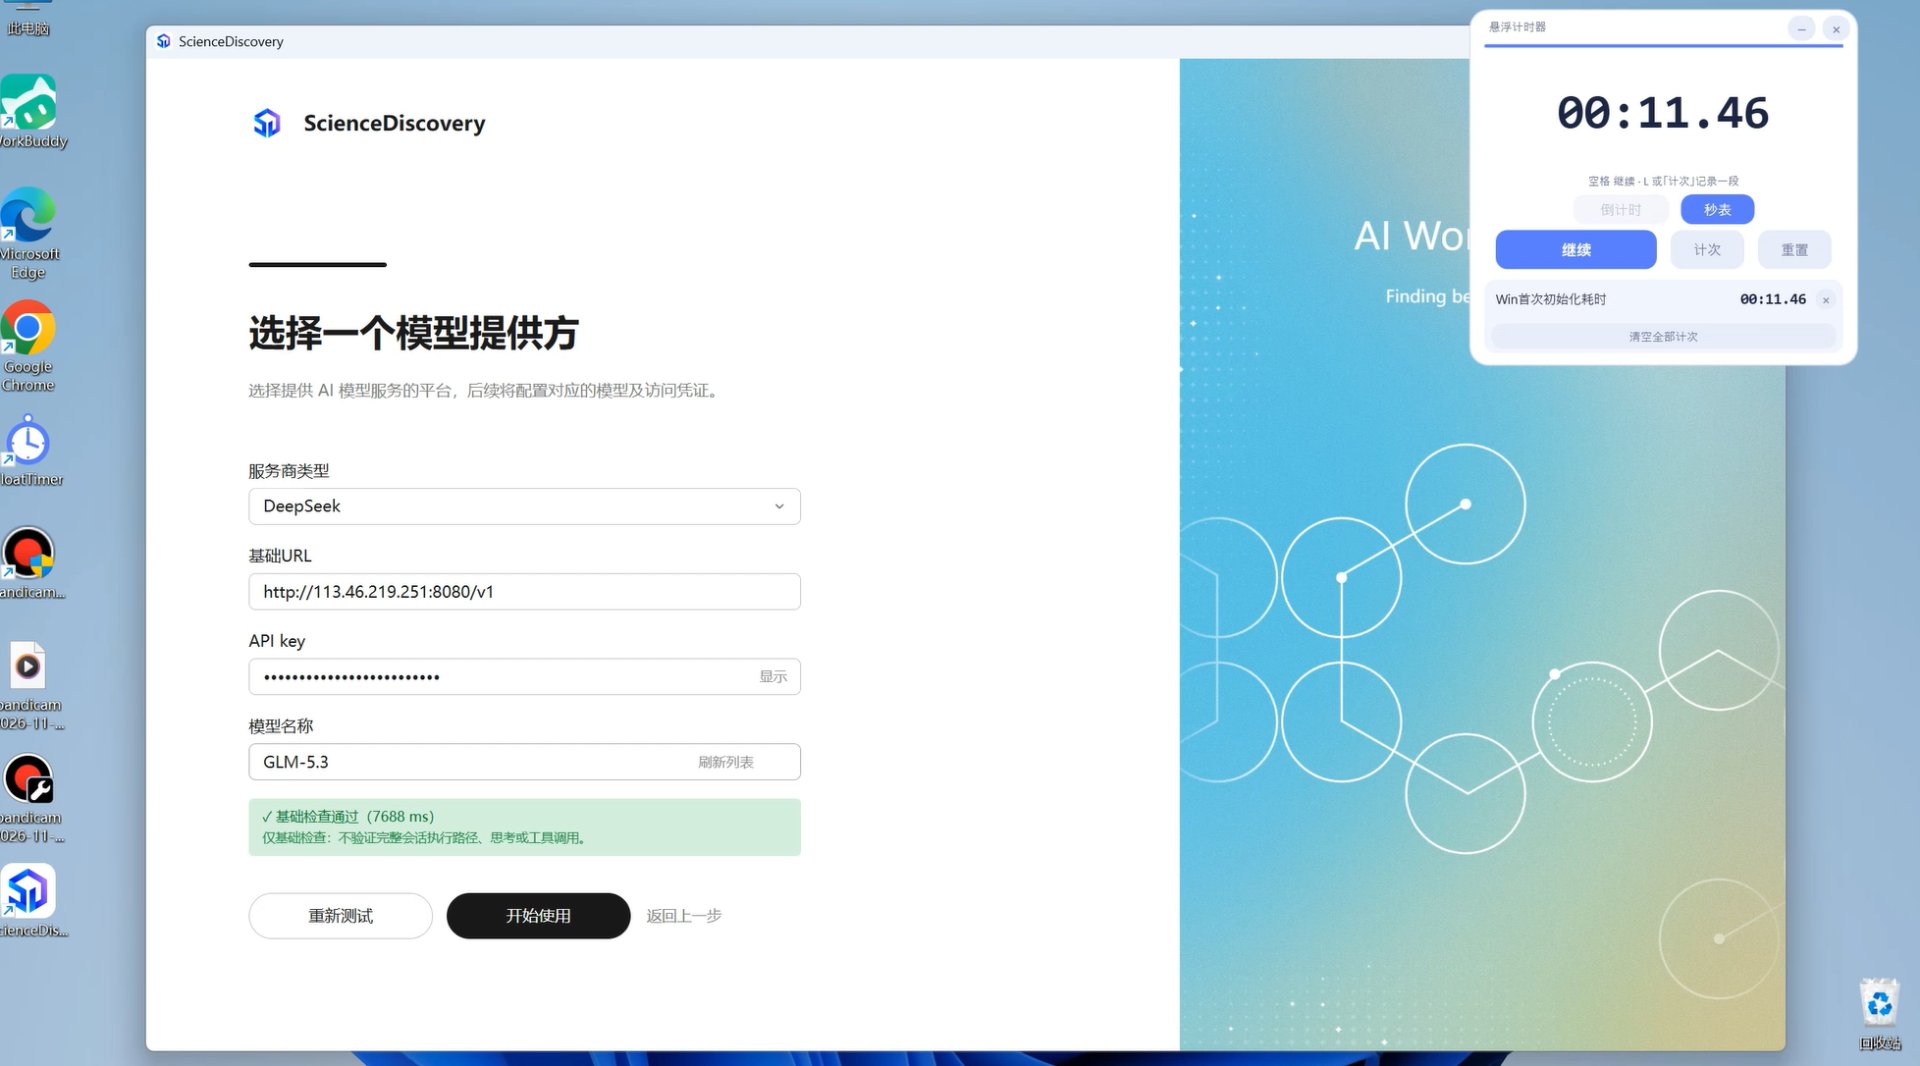 此电脑
WorkBuddy
Microsoft
Edge
Google
Chrome
loatTimer
andicam...
bandicam
026-11-...
bandicam
026-11-...
cienceDis...
ScienceDiscovery
ScienceDiscovery
选择一个模型提供方
选择提供 AI 模型服务的平台，后续将配置对应的模型及访问凭证。
服务商类型
DeepSeek
基础URL
http://113.46.219.251:8080/v1
API key
••••••••••••••••••••••••• 显示
模型名称
GLM-5.3 刷新列表
✓ 基础检查通过（7688 ms）
仅基础检查：不验证完整会话执行路径、思考或工具调用。
重新测试 开始使用 返回上一步
AI Wor
Finding be
悬浮计时器
00:11.46
空格 继续 · L 或「计次」记录一段
倒计时 秒表
继续 计次 重置
Win首次初始化耗时 00:11.46 ×
清空全部计次
回收站